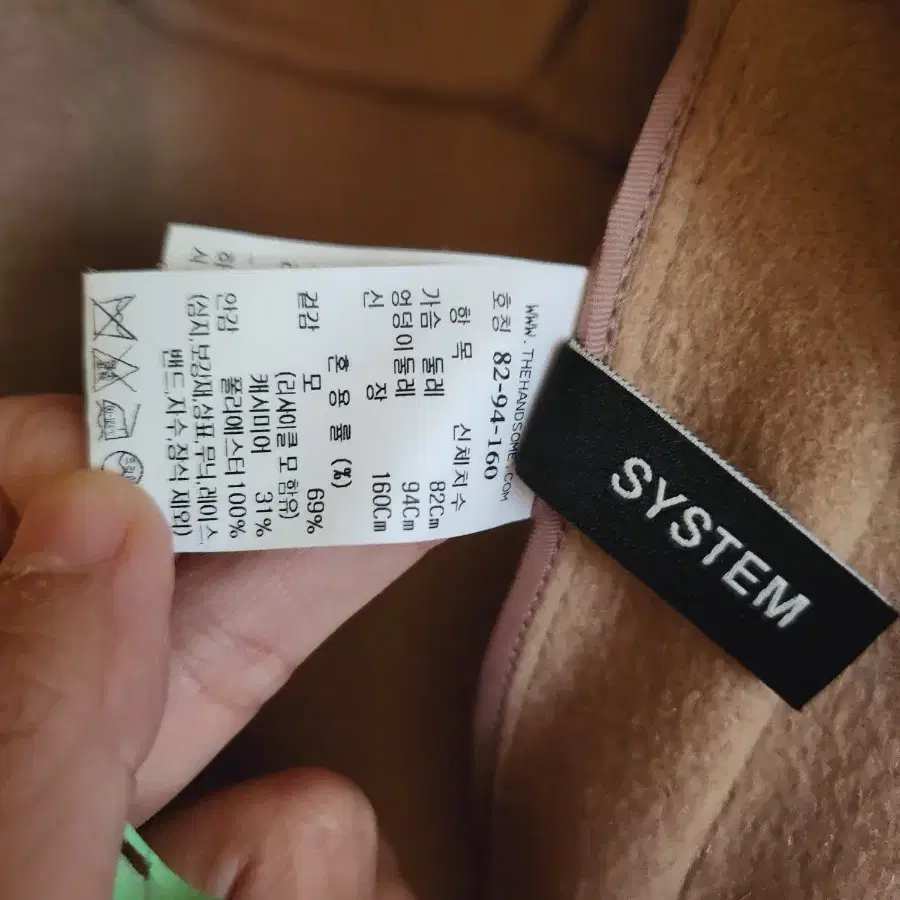 WWW.THEHANDSOME.COM
호칭 82-94-160
항 목 신체치수
가슴 둘레 82Cm
엉덩이둘레 94Cm
신 장 160Cm
혼 용 률 (%)
겉감 모 69%
(리싸이클모 함유)
캐시미어 31%
안감 폴리에스터 100%
(심지,보강재,상표,무늬,레이스,
밴드,자수,장식 제외)
SYSTEM